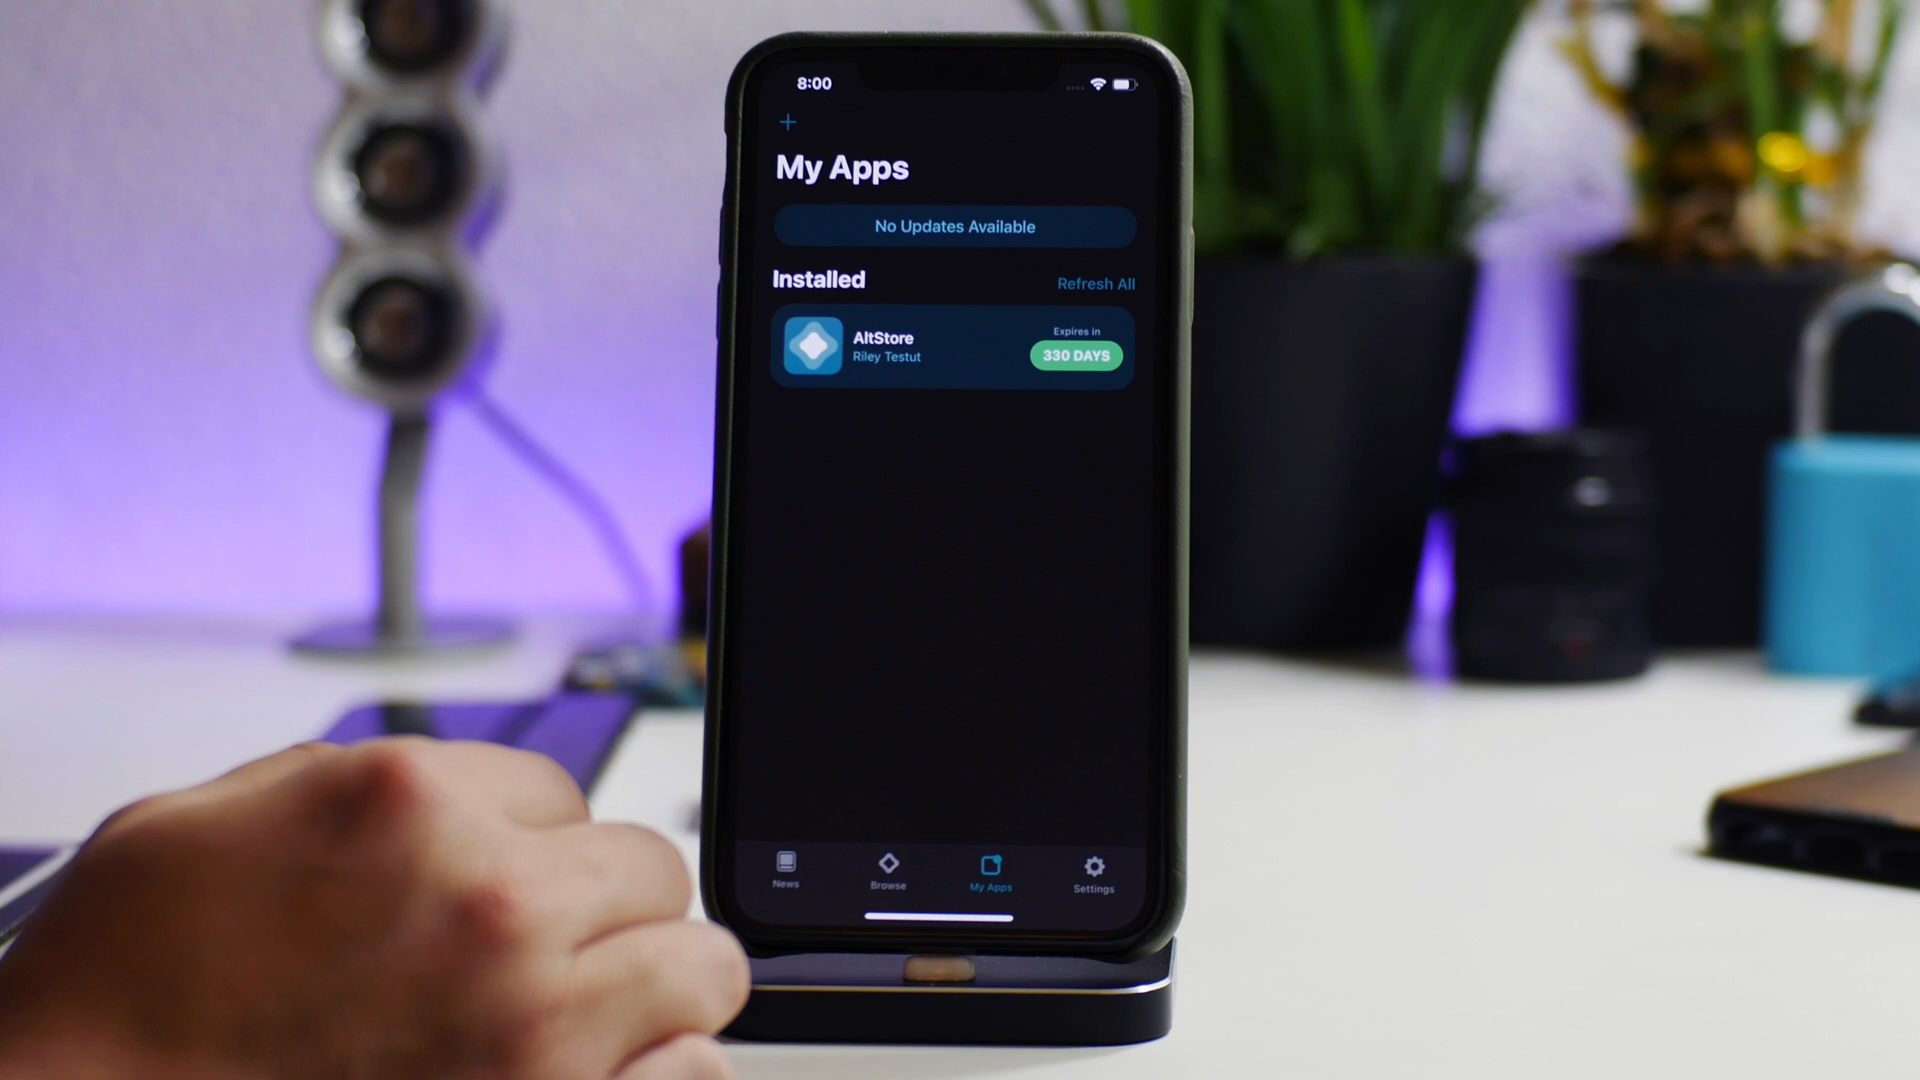 8:00
+
My Apps
No Updates Available
Installed
Refresh All
AltStore
Riley Testut
Expires in
330 DAYS
News
Browse
My Apps
Settings